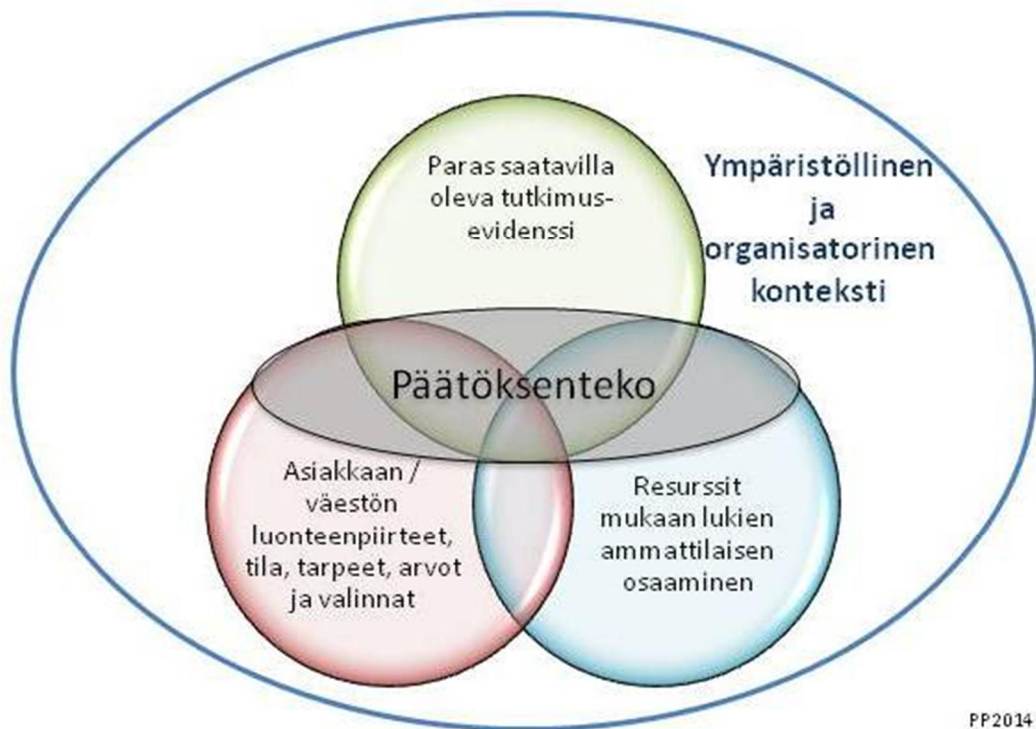 Paras saatavilla
oleva tutkimus-
evidenssi
Ympäristöllinen
ja
organisatorinen
konteksti
Päätöksenteko
Asiakkaan /
väestön
luonteenpiirteet,
tila, tarpeet, arvot
ja valinnat
Resurssit
mukaan lukien
ammattilaisen
osaaminen
PP2014